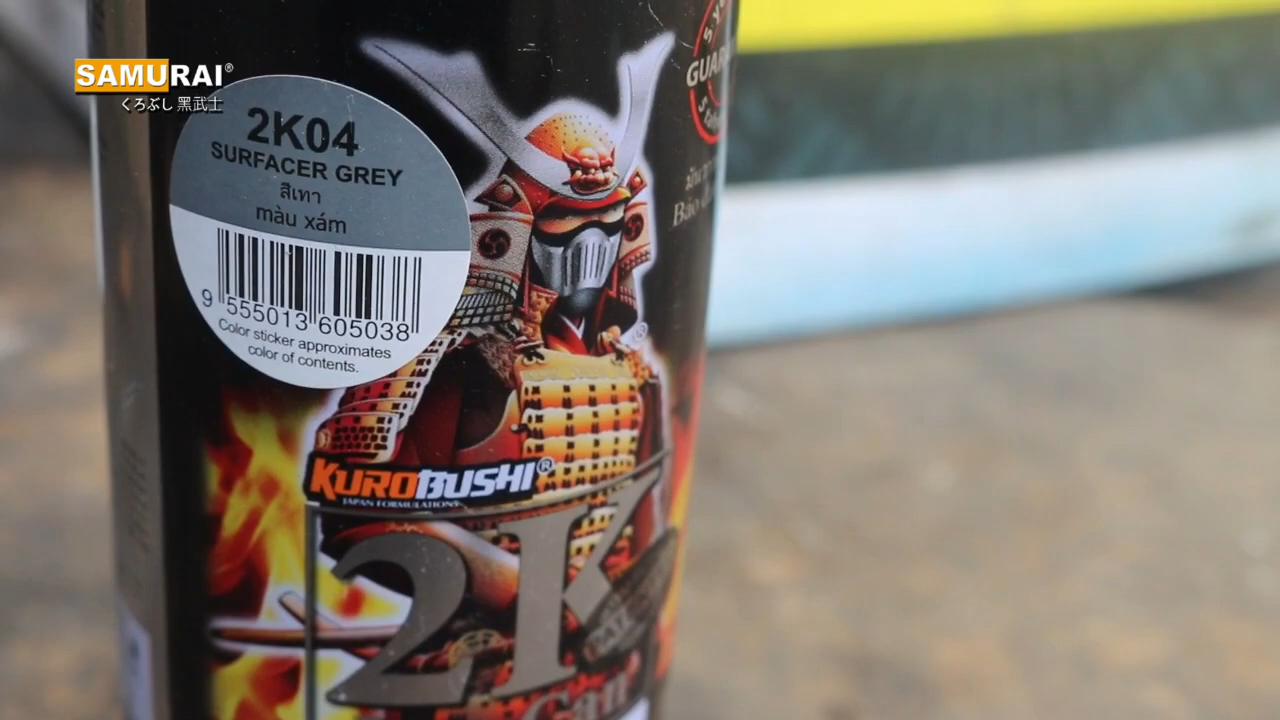 SAMURAI®
くろぶし 黑武士
2K04
SURFACER GREY
สีเทา
màu xám
9 555013 605038
Color sticker approximates
color of contents.
KUROBUSHI®
JAPAN FORMULATIONS
2K